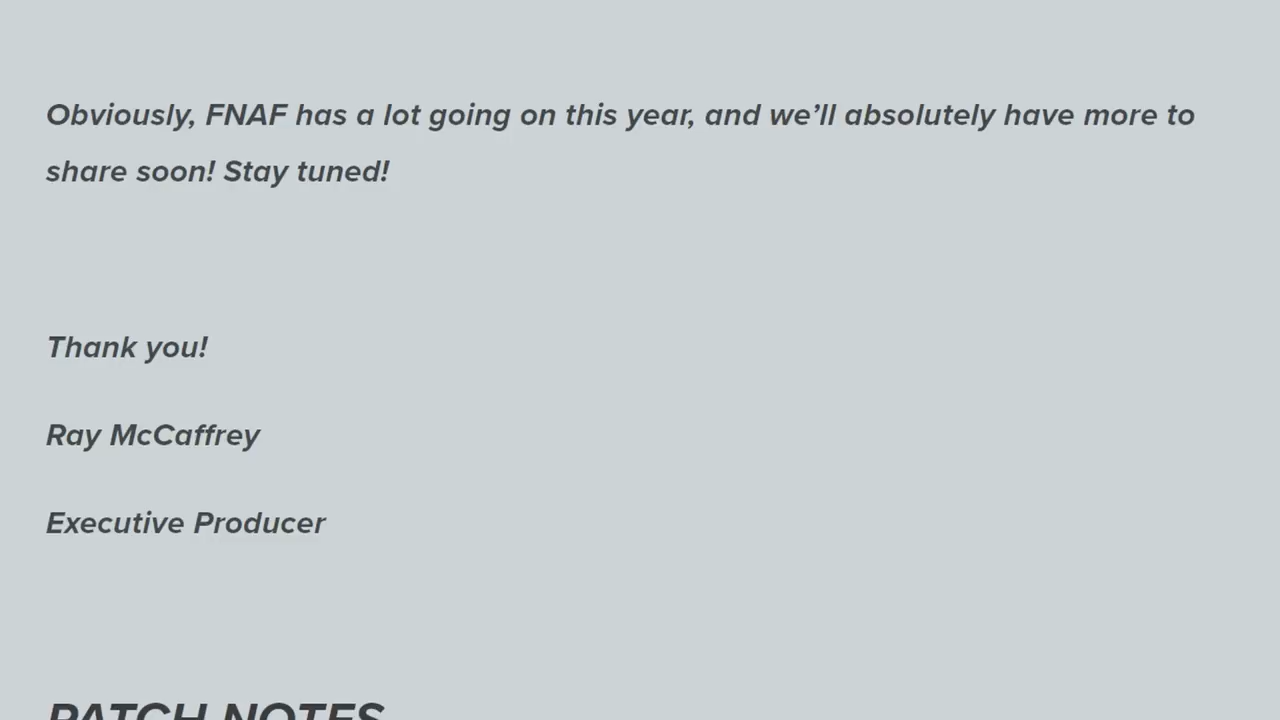 Obviously, FNAF has a lot going on this year, and we’ll absolutely have more to
share soon! Stay tuned!
Thank you!
Ray McCaffrey
Executive Producer
PATCH NOTES